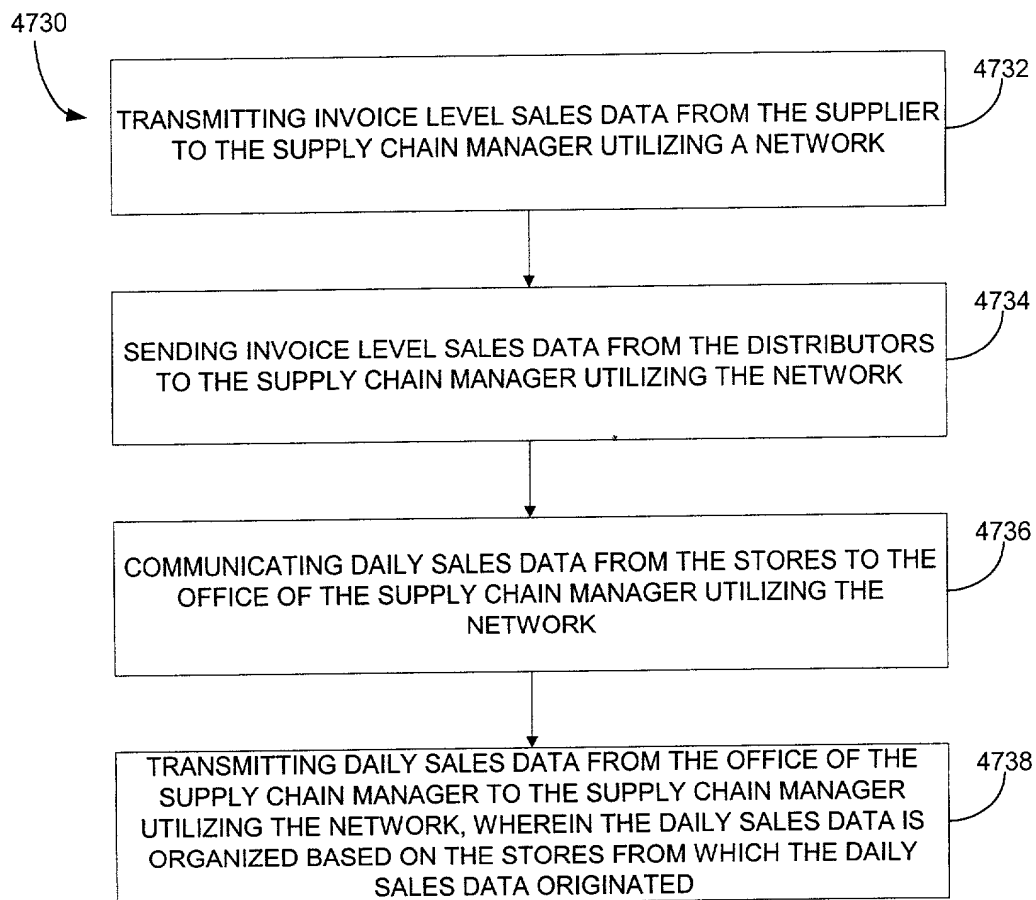 4730
4732
TRANSMITTING INVOICE LEVEL SALES DATA FROM THE SUPPLIER
TO THE SUPPLY CHAIN MANAGER UTILIZING A NETWORK
4734
SENDING INVOICE LEVEL SALES DATA FROM THE DISTRIBUTORS
TO THE SUPPLY CHAIN MANAGER UTILIZING THE NETWORK
4736
COMMUNICATING DAILY SALES DATA FROM THE STORES TO THE
OFFICE OF THE SUPPLY CHAIN MANAGER UTILIZING THE
NETWORK
4738
TRANSMITTING DAILY SALES DATA FROM THE OFFICE OF THE
SUPPLY CHAIN MANAGER TO THE SUPPLY CHAIN MANAGER
UTILIZING THE NETWORK, WHEREIN THE DAILY SALES DATA IS
ORGANIZED BASED ON THE STORES FROM WHICH THE DAILY
SALES DATA ORIGINATED